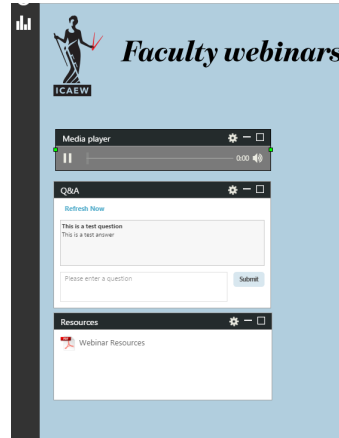 Faculty webinars
ICAEW
Media player
0:00
Q&A
Refresh Now
This is a test question
This is a test answer
Please enter a question
Submit
Resources
PDF
Webinar Resources